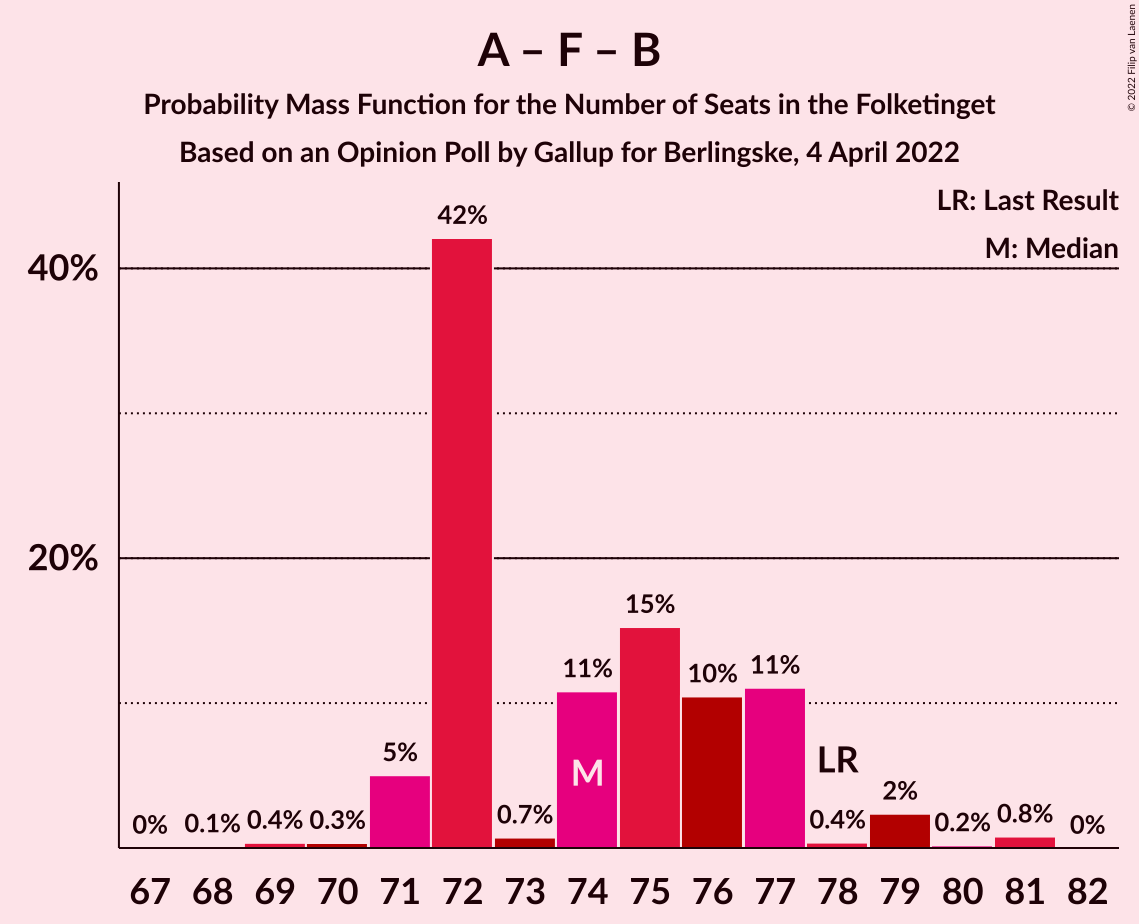 A – F – B
Probability Mass Function for the Number of Seats in the Folketinget
Based on an Opinion Poll by Gallup for Berlingske, 4 April 2022
© 2022 Filip van Laenen
LR: Last Result
M: Median
40%
20%
0%
0.1%
0.4%
0.3%
5%
42%
0.7%
11%
15%
10%
11%
0.4%
2%
0.2%
0.8%
0%
M
LR
67 68 69 70 71 72 73 74 75 76 77 78 79 80 81 82